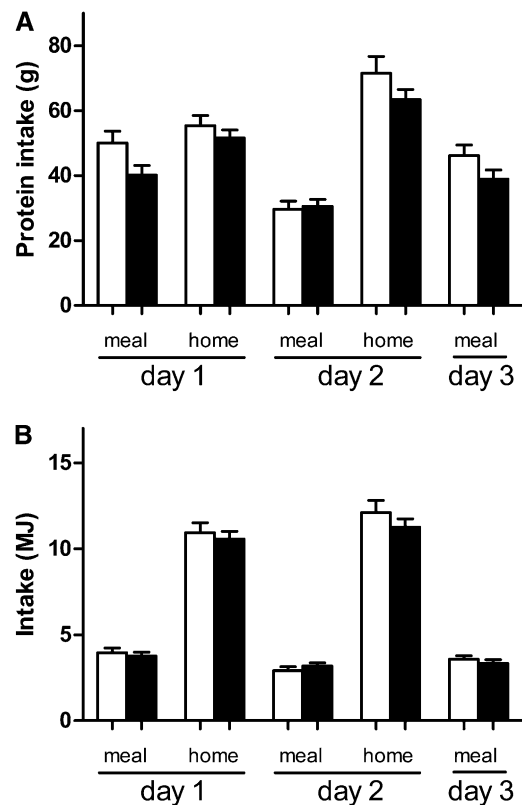 A
Protein intake (g)
80
60
40
20
0
meal home meal home meal
day 1 day 2 day 3
B
Intake (MJ)
15
10
5
0
meal home meal home meal
day 1 day 2 day 3